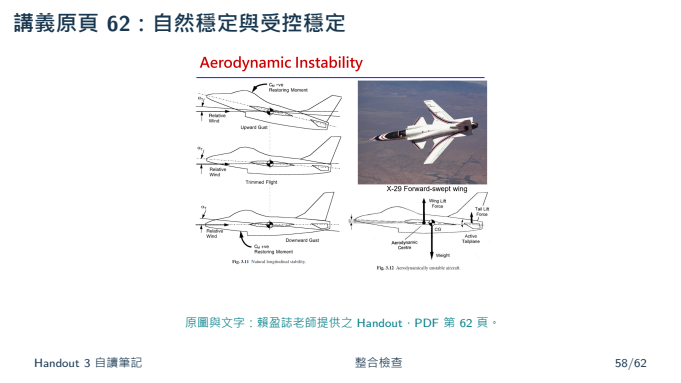 講義原頁 62：自然穩定與受控穩定
Aerodynamic Instability
Restoring Moment
Relative
Wind
Upward Gust
Relative
Wind
Trimmed Flight
Relative
Wind
Downward Gust
Restoring Moment
Fig. 3.11 Natural longitudinal stability.
X-29 Forward-swept wing
Wing Lift
Force
Tail Lift
Force
CG
Active
Tailplane
Aerodynamic
Centre
Weight
Fig. 3.12 Aerodynamically unstable aircraft.
原圖與文字：賴盈誌老師提供之 Handout，PDF 第 62 頁。
Handout 3 自讀筆記
整合檢查
58/62